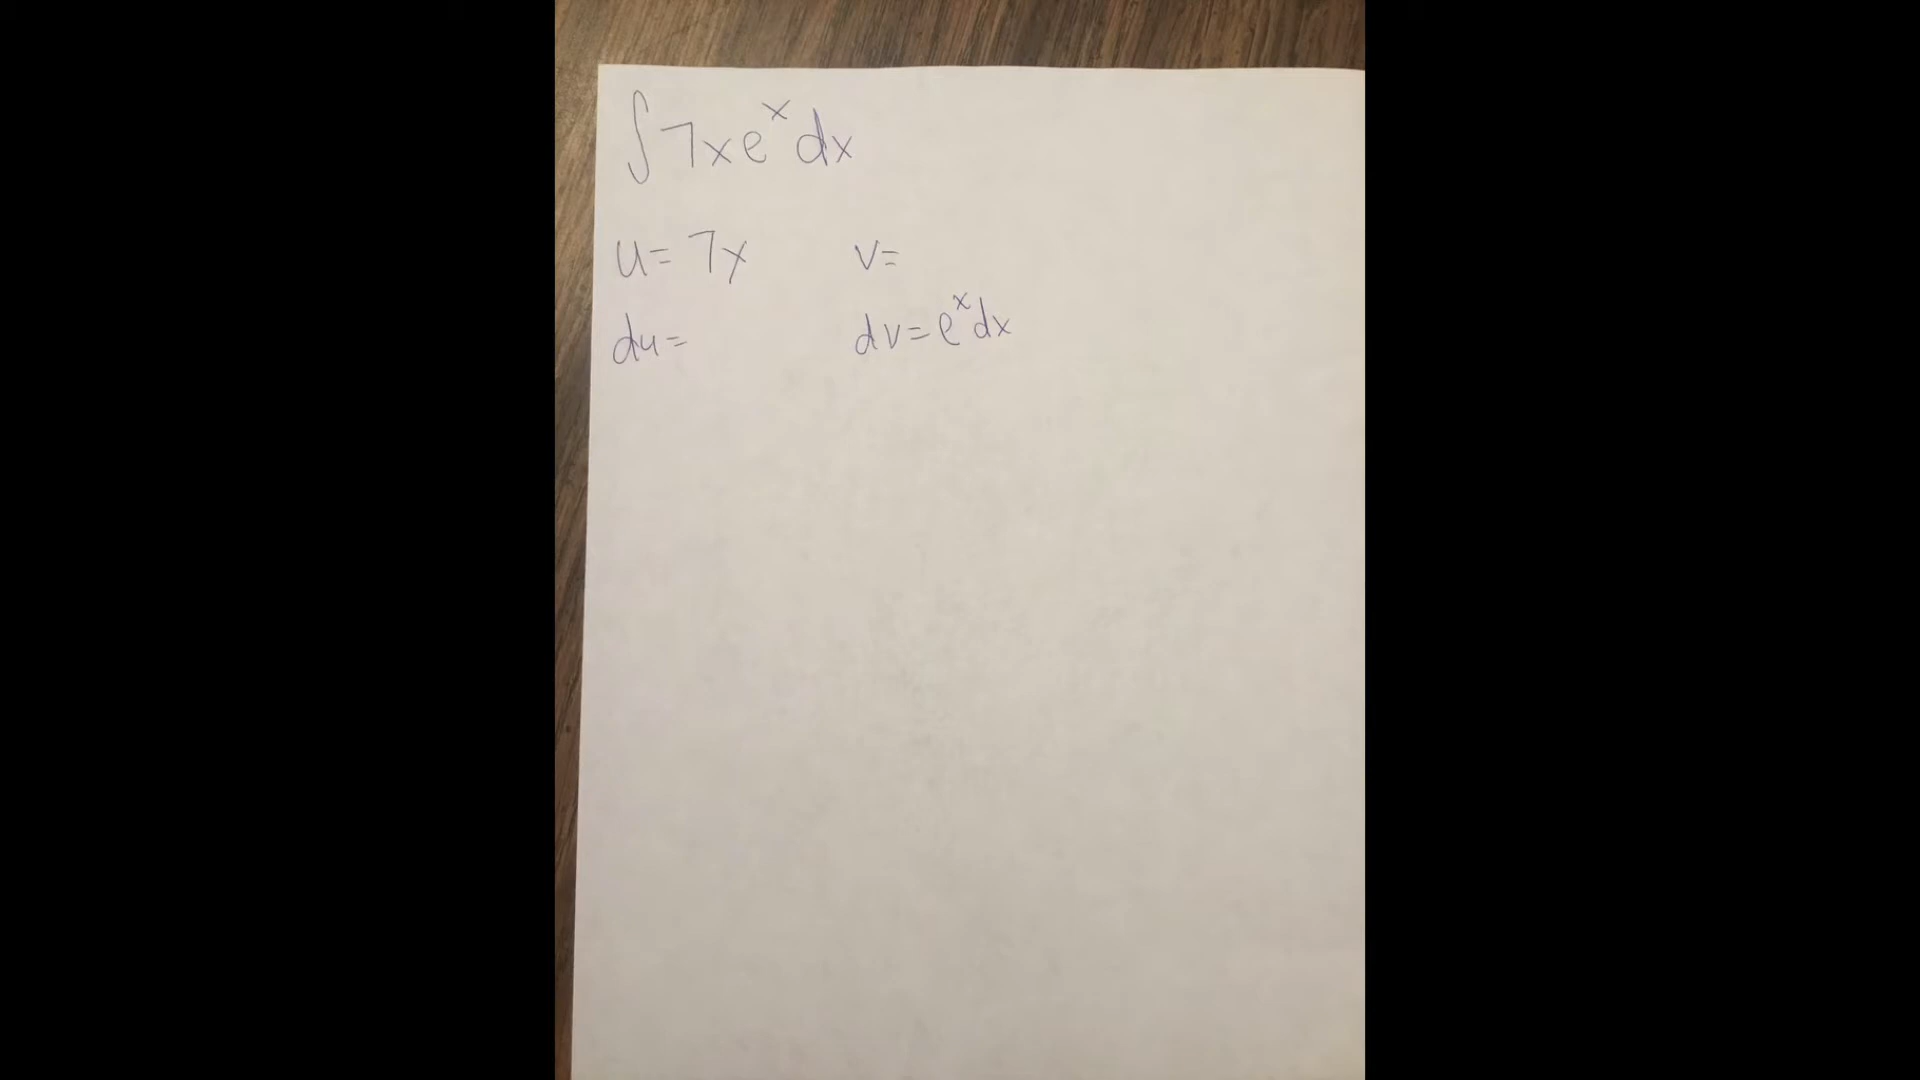 ∫7xe^x dx
u= 7x v=
du= dv= e^x dx